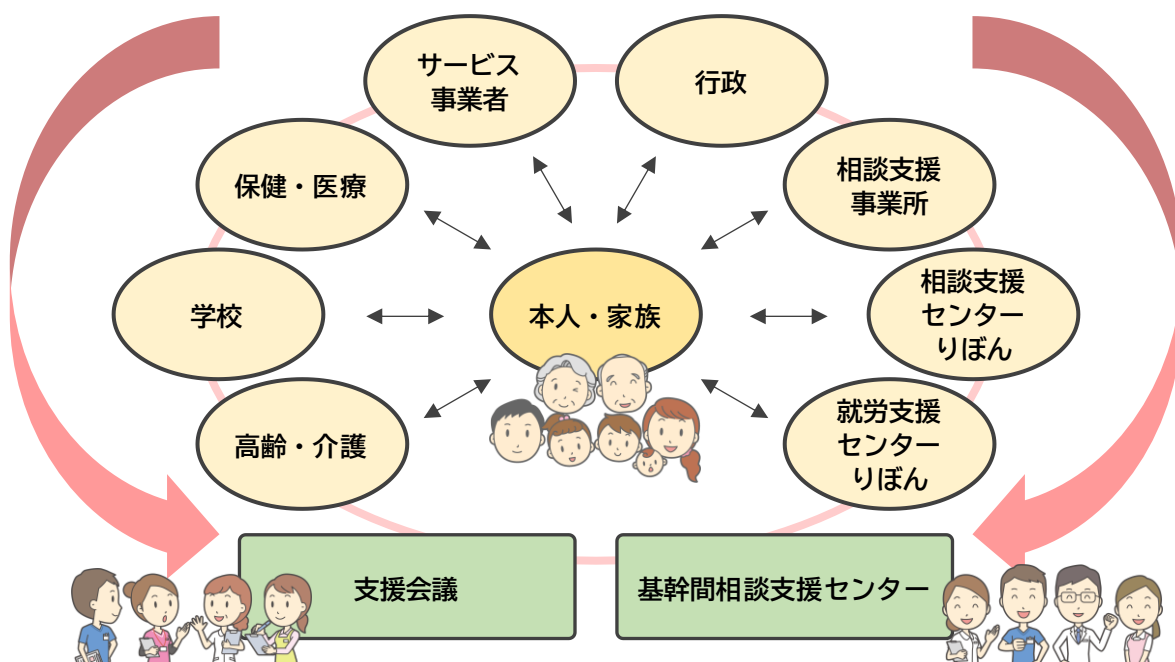 サービス
事業者
行政
保健・医療
相談支援
事業所
学校
本人・家族
相談支援
センター
りぼん
高齢・介護
就労支援
センター
りぼん
支援会議
基幹間相談支援センター